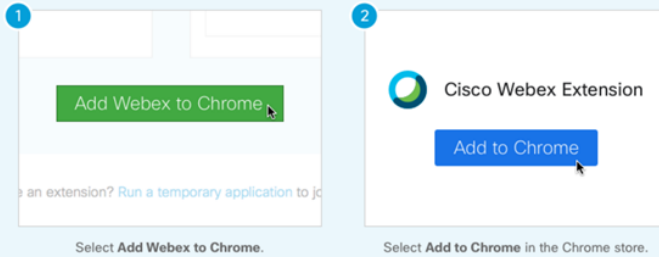 1
Add Webex to Chrome
an extension? Run a temporary application to
Select Add Webex to Chrome.
2
Cisco Webex Extension
Add to Chrome
Select Add to Chrome in the Chrome store.